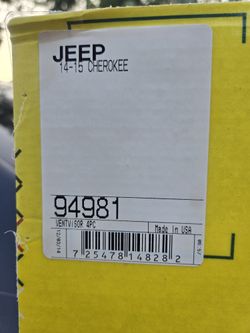 JEEP
14-15 CHEROKEE
94981
VENTVISOR 4PC
Made in USA
7 25478 14828 2